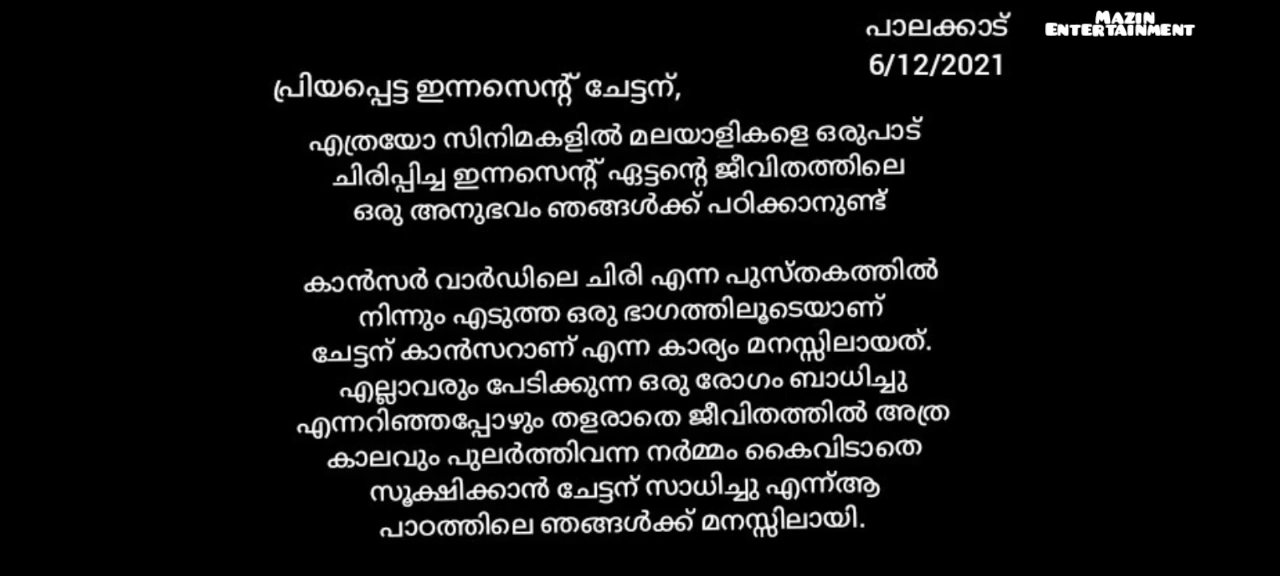 പാലക്കാട്
6/12/2021
MAZIN
ENTERTAINMENT
പ്രിയപ്പെട്ട ഇന്നസെന്റ് ചേട്ടന്,
എത്രയോ സിനിമകളിൽ മലയാളികളെ ഒരുപാട്
ചിരിപ്പിച്ച ഇന്നസെന്റ് ഏട്ടന്റെ ജീവിതത്തിലെ
ഒരു അനുഭവം ഞങ്ങൾക്ക് പഠിക്കാനുണ്ട്
കാൻസർ വാർഡിലെ ചിരി എന്ന പുസ്തകത്തിൽ
നിന്നും എടുത്ത ഒരു ഭാഗത്തിലൂടെയാണ്
ചേട്ടന് കാൻസറാണ് എന്ന കാര്യം മനസ്സിലായത്.
എല്ലാവരും പേടിക്കുന്ന ഒരു രോഗം ബാധിച്ചു
എന്നറിഞ്ഞപ്പോഴും തളരാതെ ജീവിതത്തിൽ അത്ര
കാലവും പുലർത്തിവന്ന നർമ്മം കൈവിടാതെ
സൂക്ഷിക്കാൻ ചേട്ടന് സാധിച്ചു എന്ന്ആ
പാഠത്തിലെ ഞങ്ങൾക്ക് മനസ്സിലായി.